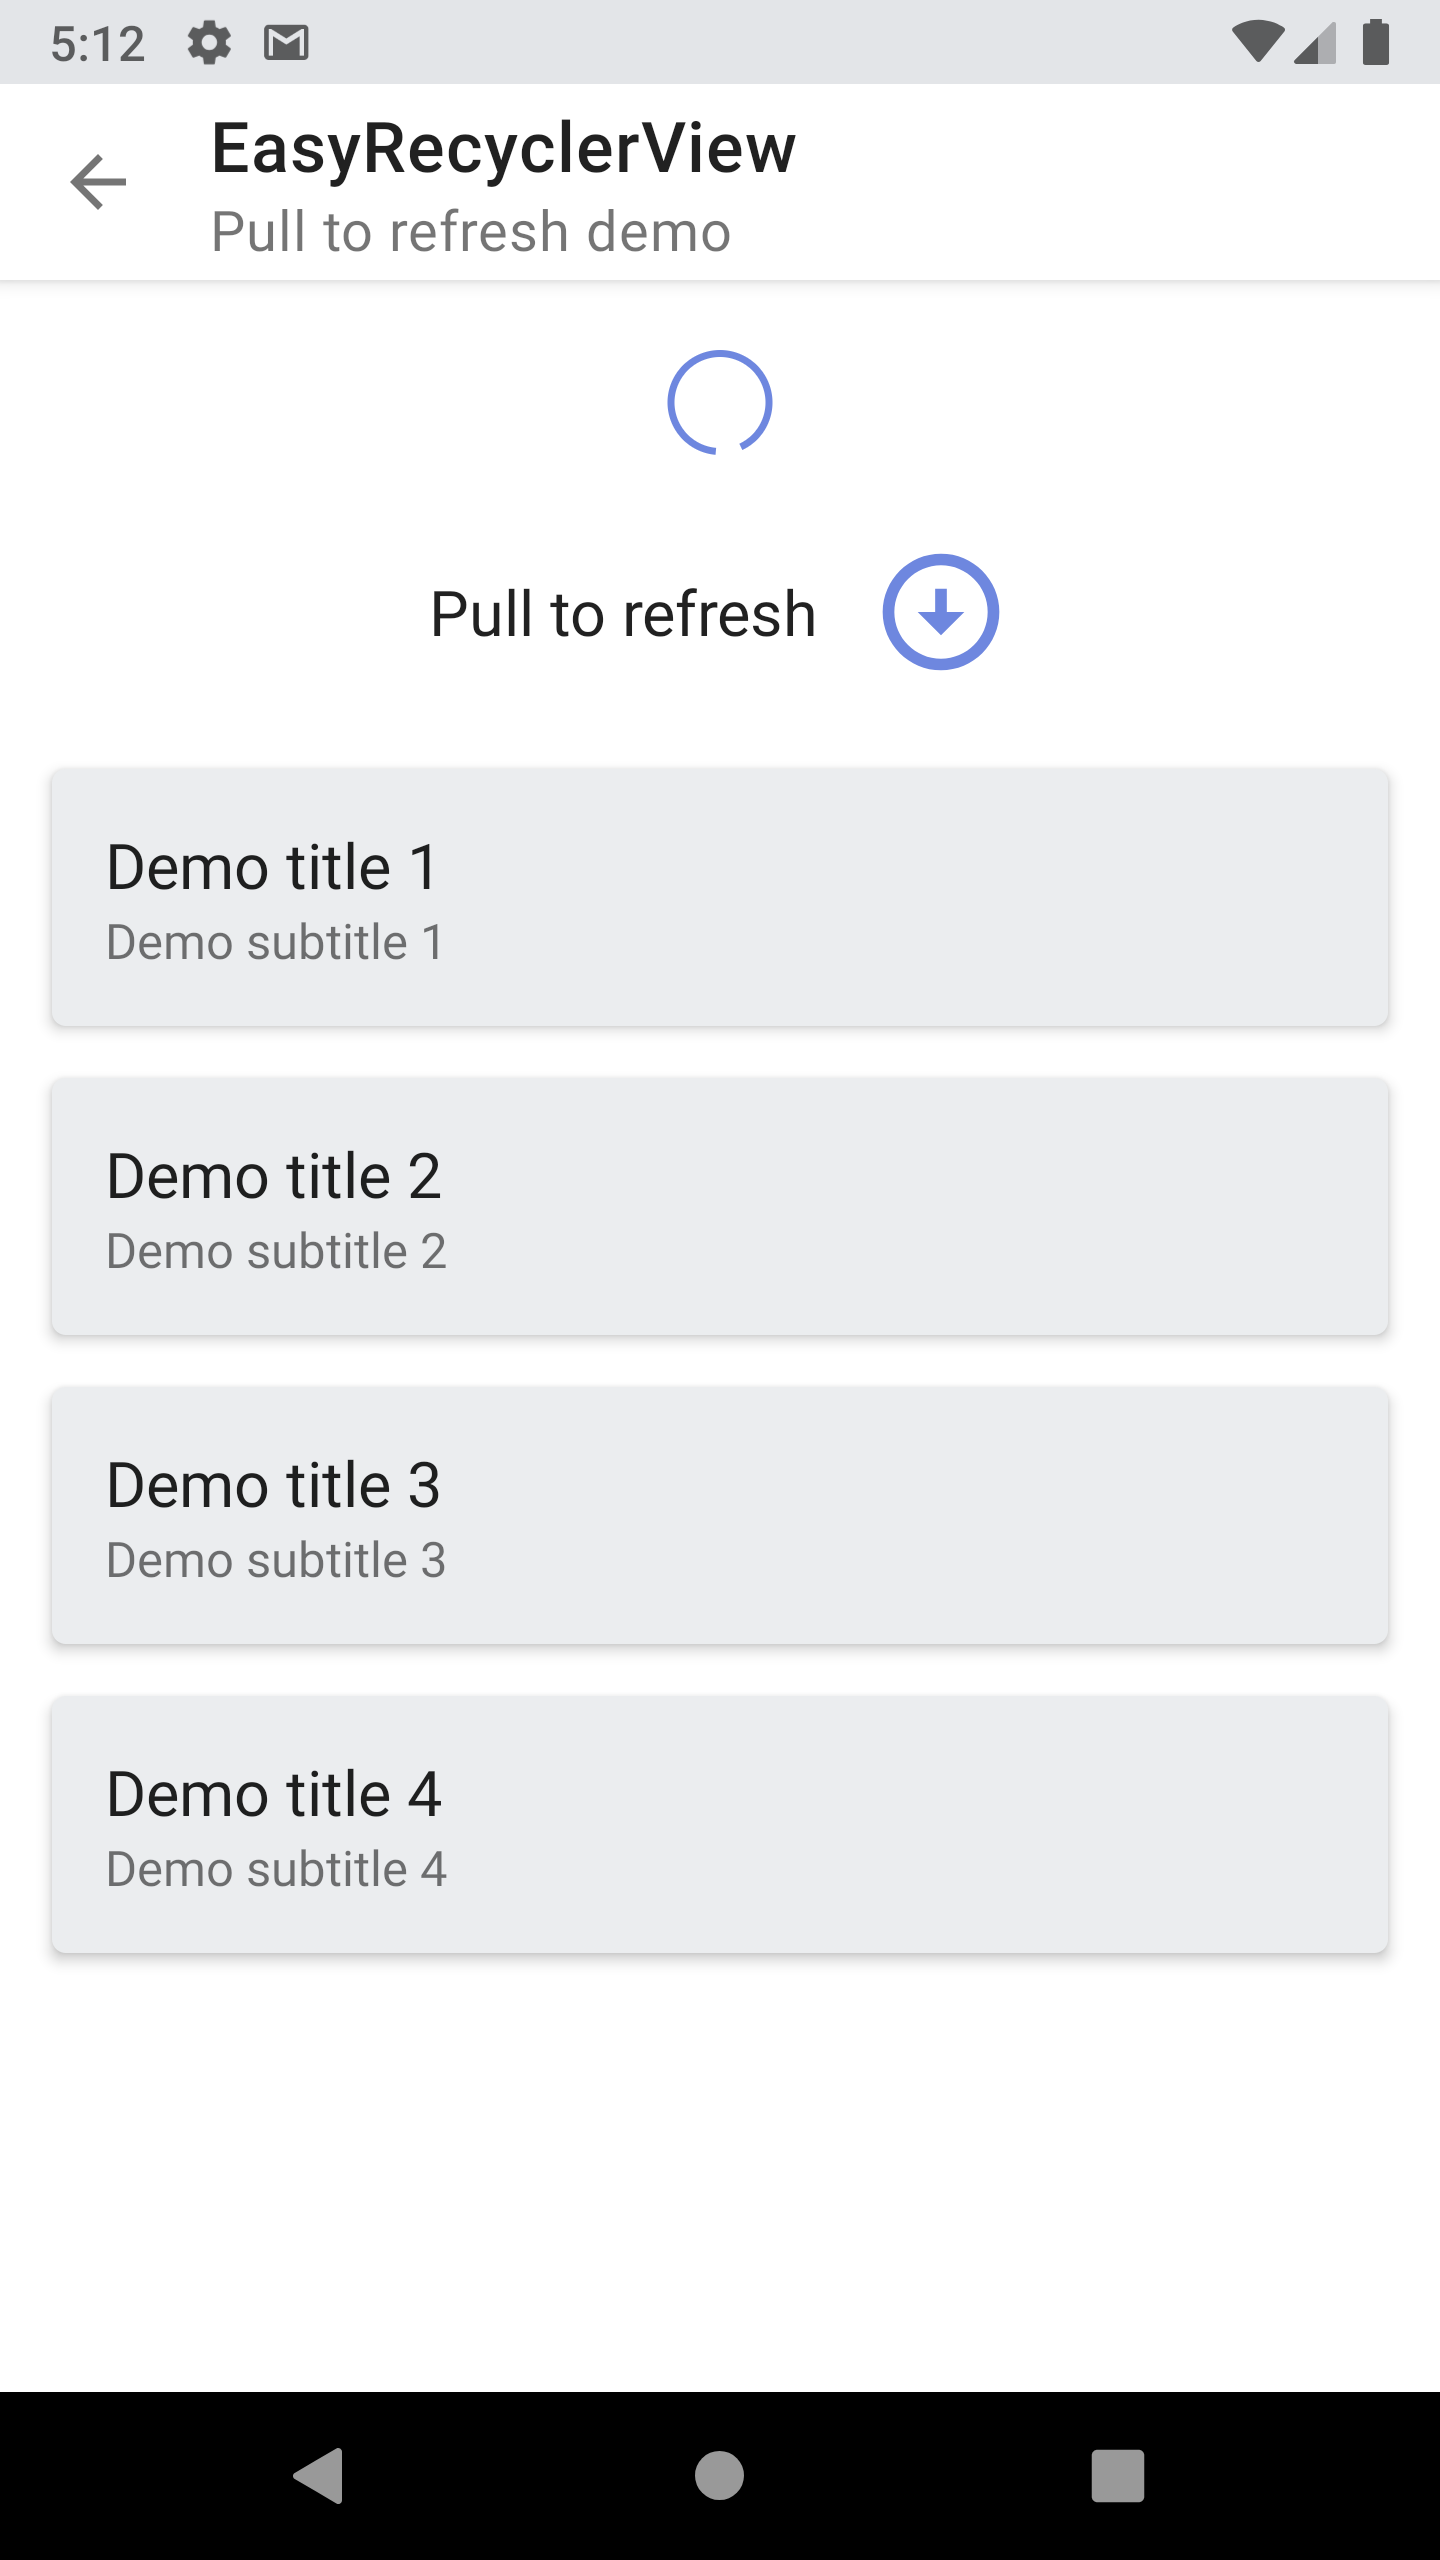 5:12
EasyRecyclerView
Pull to refresh demo
Pull to refresh
Demo title 1
Demo subtitle 1
Demo title 2
Demo subtitle 2
Demo title 3
Demo subtitle 3
Demo title 4
Demo subtitle 4